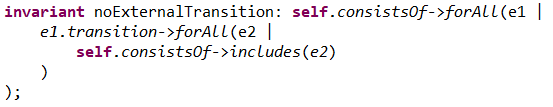 invariant noExternalTransition: self.consistsOf->forAll(e1 |
e1.transition->forAll(e2 |
self.consistsOf->includes(e2)
)
);